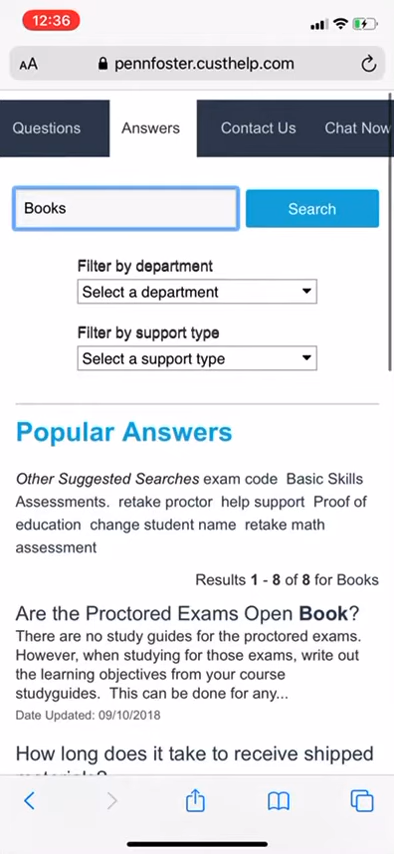 12:36
AA pennfoster.custhelp.com
Questions Answers Contact Us Chat Now
Books Search
Filter by department
Select a department
Filter by support type
Select a support type
Popular Answers
Other Suggested Searches exam code Basic Skills
Assessments. retake proctor help support Proof of
education change student name retake math
assessment
Results 1 - 8 of 8 for Books
Are the Proctored Exams Open Book?
There are no study guides for the proctored exams.
However, when studying for those exams, write out
the learning objectives from your course
studyguides. This can be done for any...
Date Updated: 09/10/2018
How long does it take to receive shipped
materials?